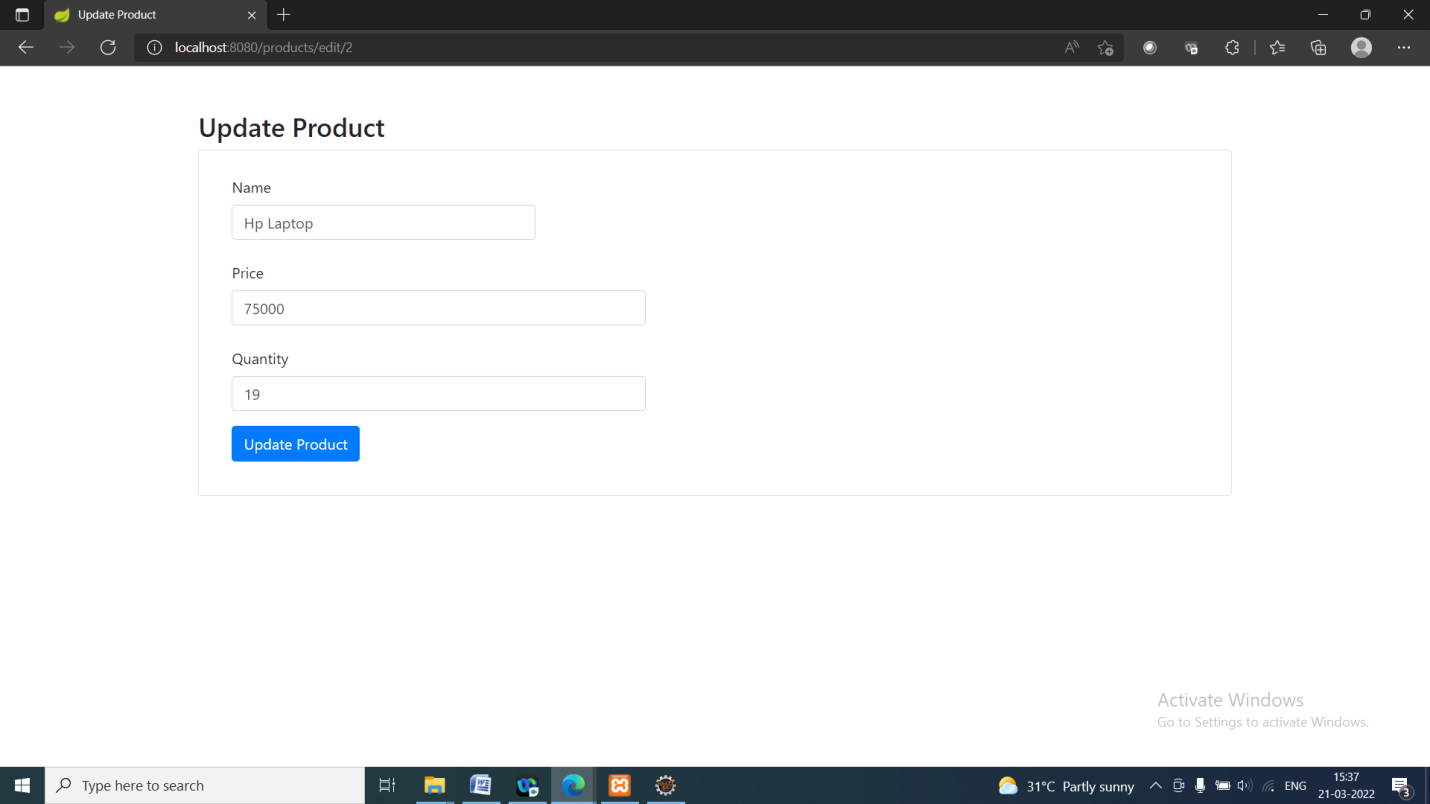 Update Product
localhost:8080/products/edit/2
Update Product
Name
Hp Laptop
Price
75000
Quantity
19
Update Product
Activate Windows
Go to Settings to activate Windows.
Type here to search
31°C Partly sunny
ENG
15:37
21-03-2022
3